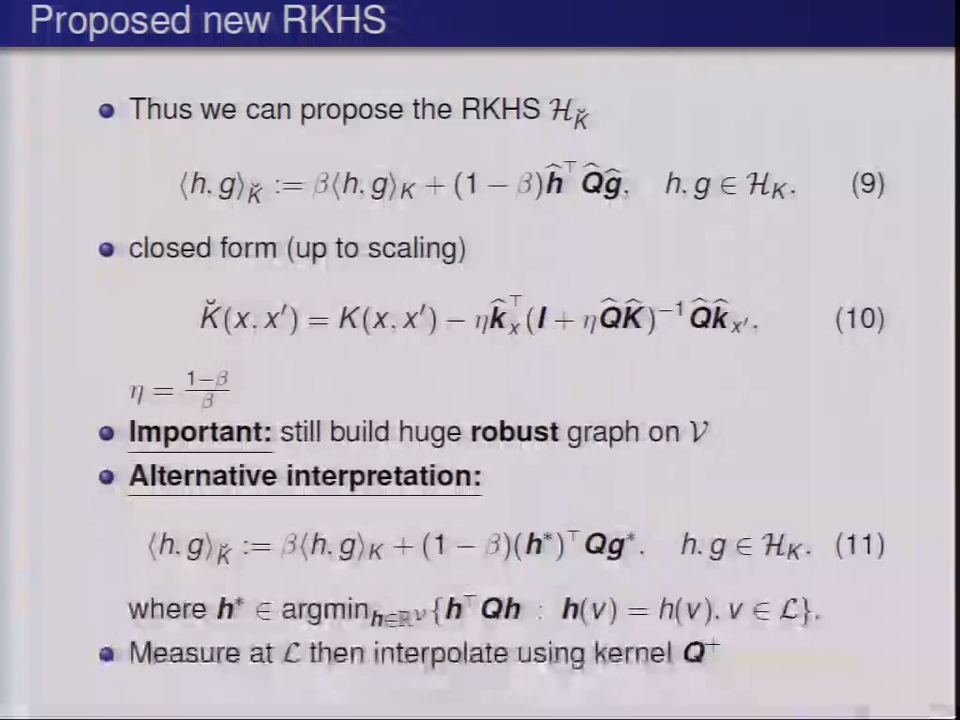 Proposed new RKHS
Thus we can propose the RKHS ℋ_K̆
⟨h, g⟩_K̆ := β⟨h, g⟩_K + (1 − β)ĥ^⊤ Q̂ĝ, h, g ∈ ℋ_K. (9)
closed form (up to scaling)
K̆(x, x′) = K(x, x′) − ηk̂_x^⊤(I + ηQ̂K̂)^−1 Q̂k̂_x′, (10)
η = (1−β)/β
Important: still build huge robust graph on 𝒱
Alternative interpretation:
⟨h, g⟩_K̆ := β⟨h, g⟩_K + (1 − β)(h*)^⊤ Qg*, h, g ∈ ℋ_K. (11)
where h* ∈ argmin_h∈ℝ^𝒱 {h^⊤Qh : h(v) = h(v), v ∈ ℒ}.
Measure at ℒ then interpolate using kernel Q^+